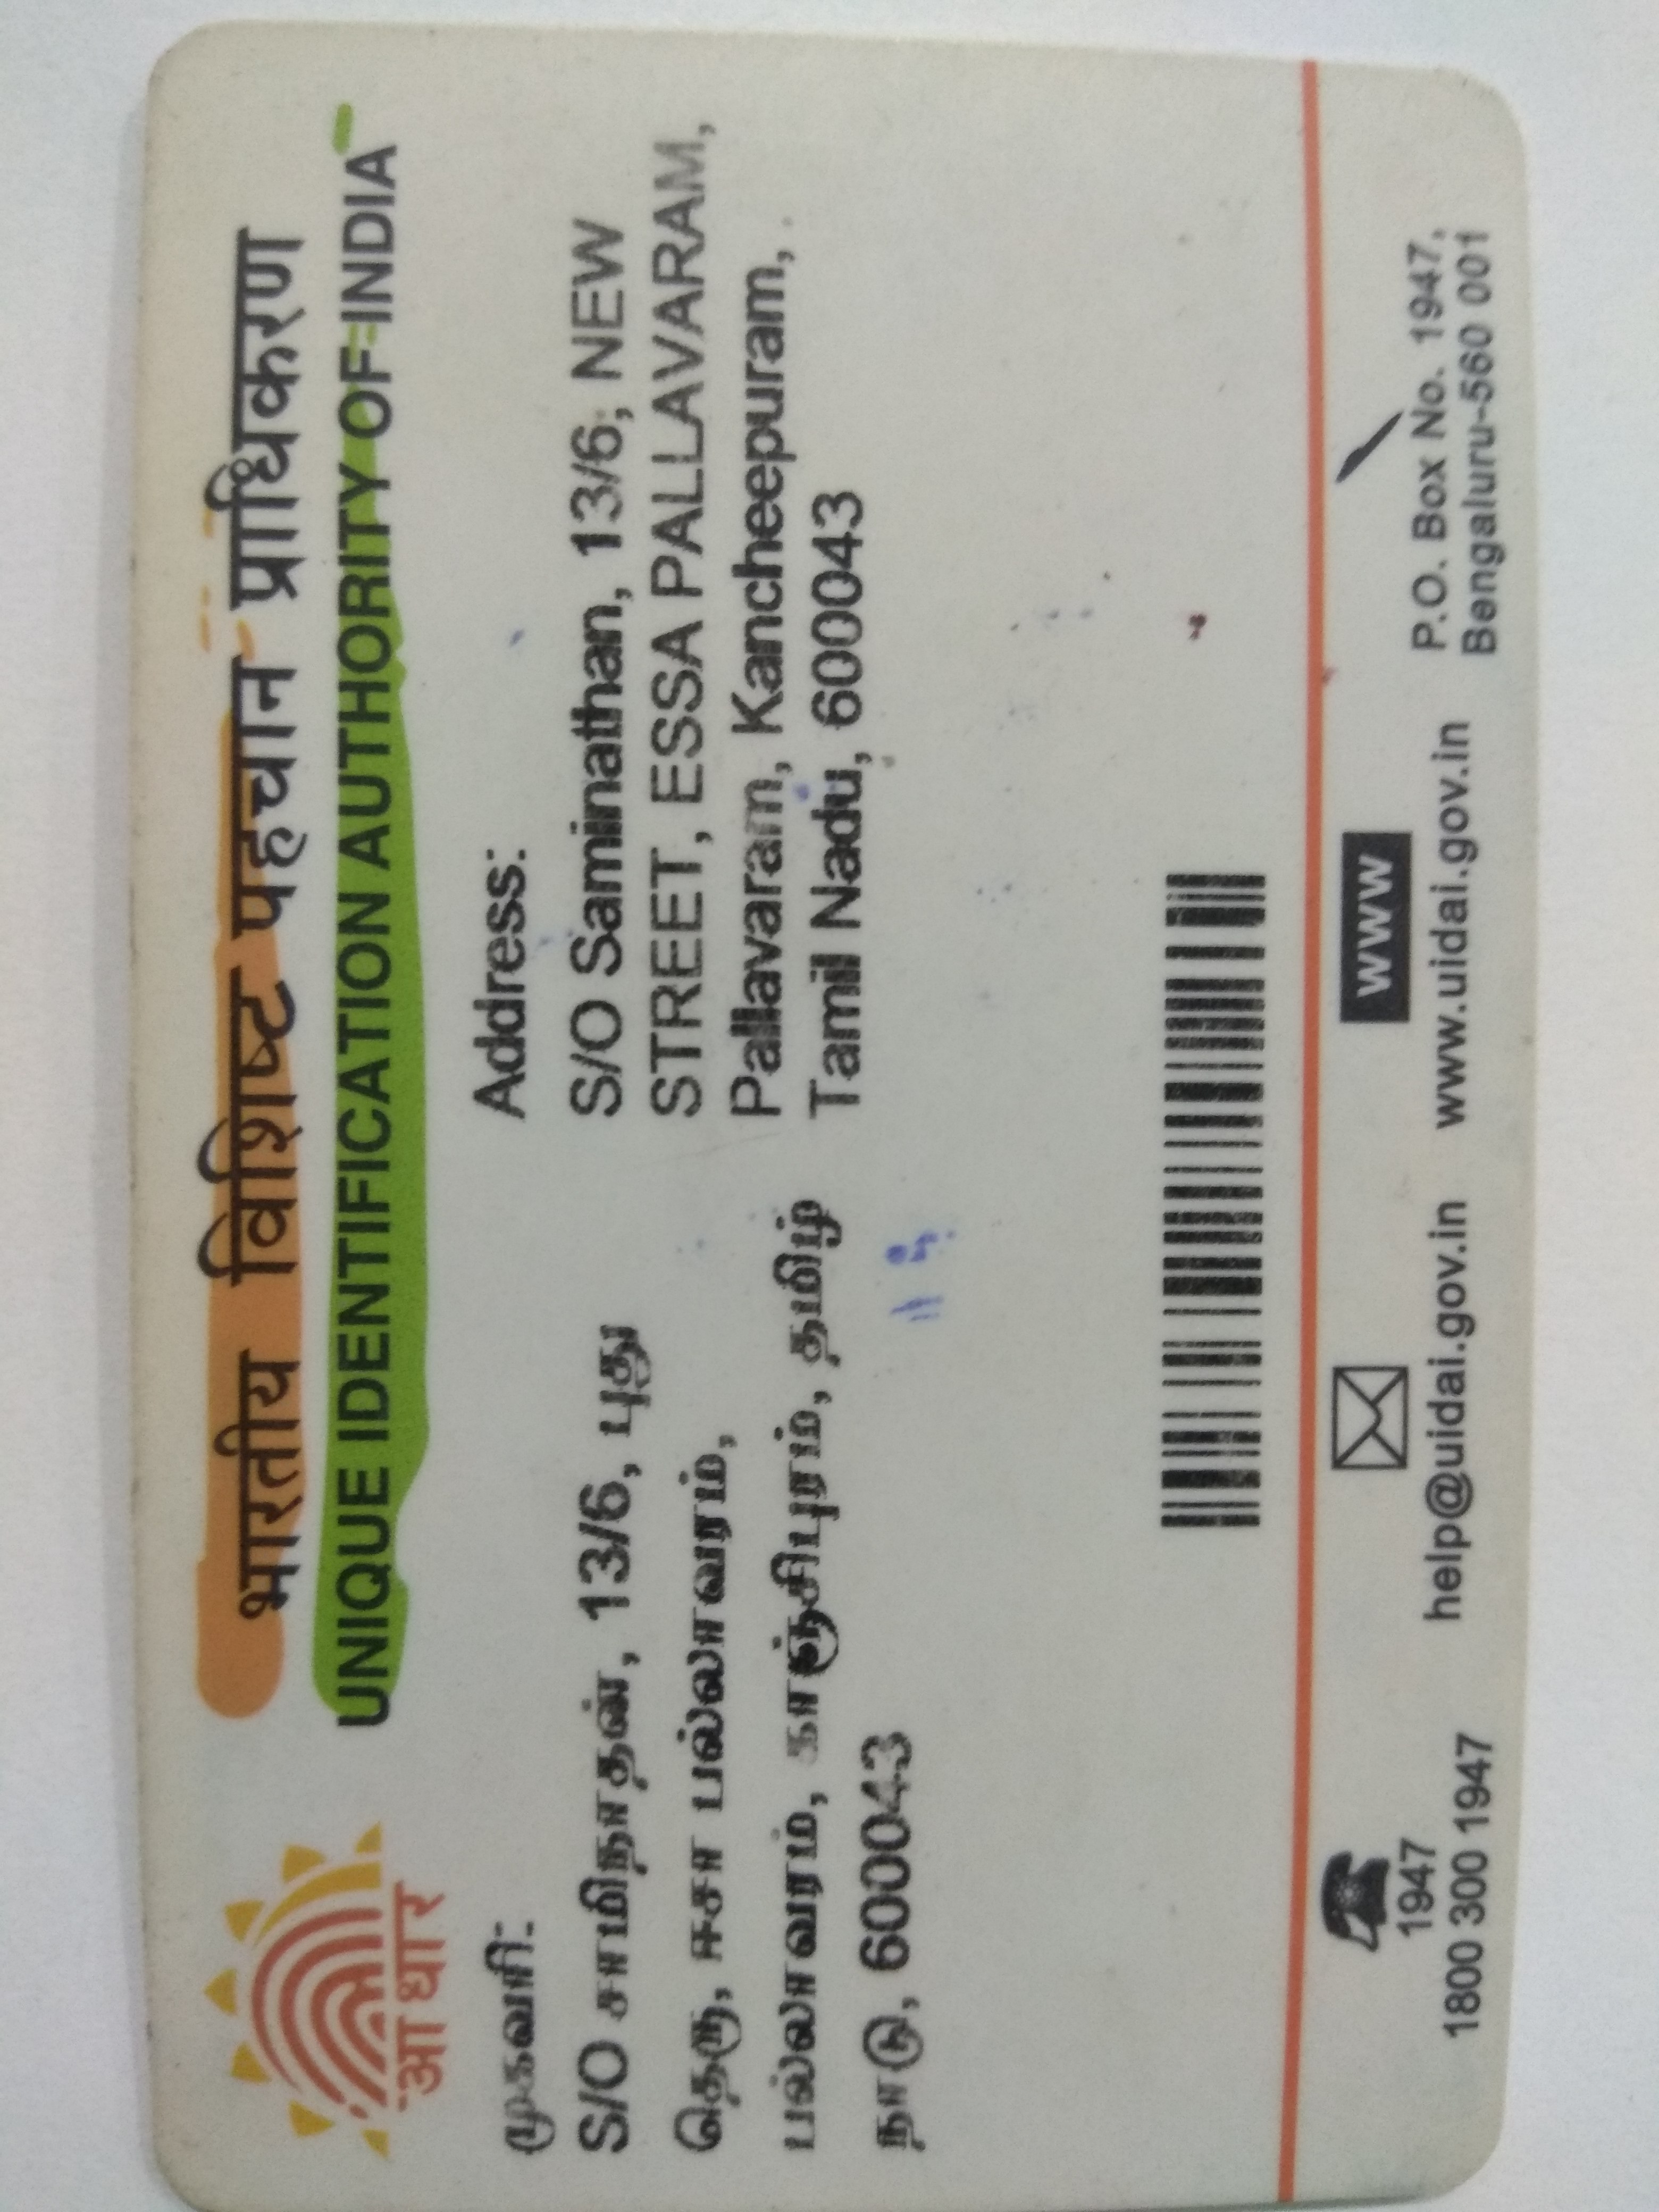 भारतीय विशिष्ट पहचान प्राधिकरण
UNIQUE IDENTIFICATION AUTHORITY OF INDIA
आधार
முகவரி:
S/O சாமிநாதன், 13/6, புது
தெரு, ஈசா பல்லாவரம்,
பல்லாவரம், காஞ்சிபுரம், தமிழ்
நாடு, 600043
Address:
S/O Saminathan, 13/6, NEW
STREET, ESSA PALLAVARAM,
Pallavaram, Kancheepuram, .
Tamil Nadu, 600043
1947
1800 300 1947
help@uidai.gov.in
WWW
www.uidai.gov.in
P.O. Box No. 1947,
Bengaluru-560 001